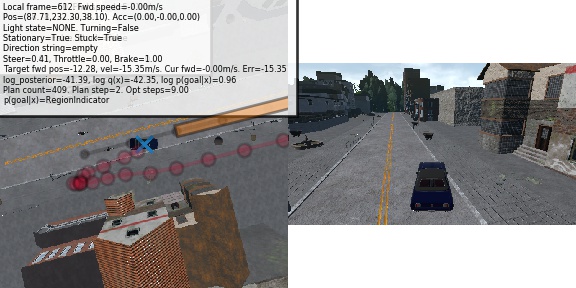 Local frame=612: Fwd speed=-0.00m/s
Pos=(87.71,232.30,38.10). Acc=(0.00,-0.00,0.00)
Light state=NONE. Turning=False
Stationary=True: Stuck=True
Direction string=empty
Steer=0.41, Throttle=0.00, Brake=1.00
Target fwd pos=-12.28, vel=-15.35m/s. Cur fwd=-0.00m/s. Err=-15.35
log_posterior=-41.39, log q(x)=-42.35, log p(goal|x)=0.96
Plan count=409. Plan step=2. Opt steps=9.00
p(goal|x)=RegionIndicator